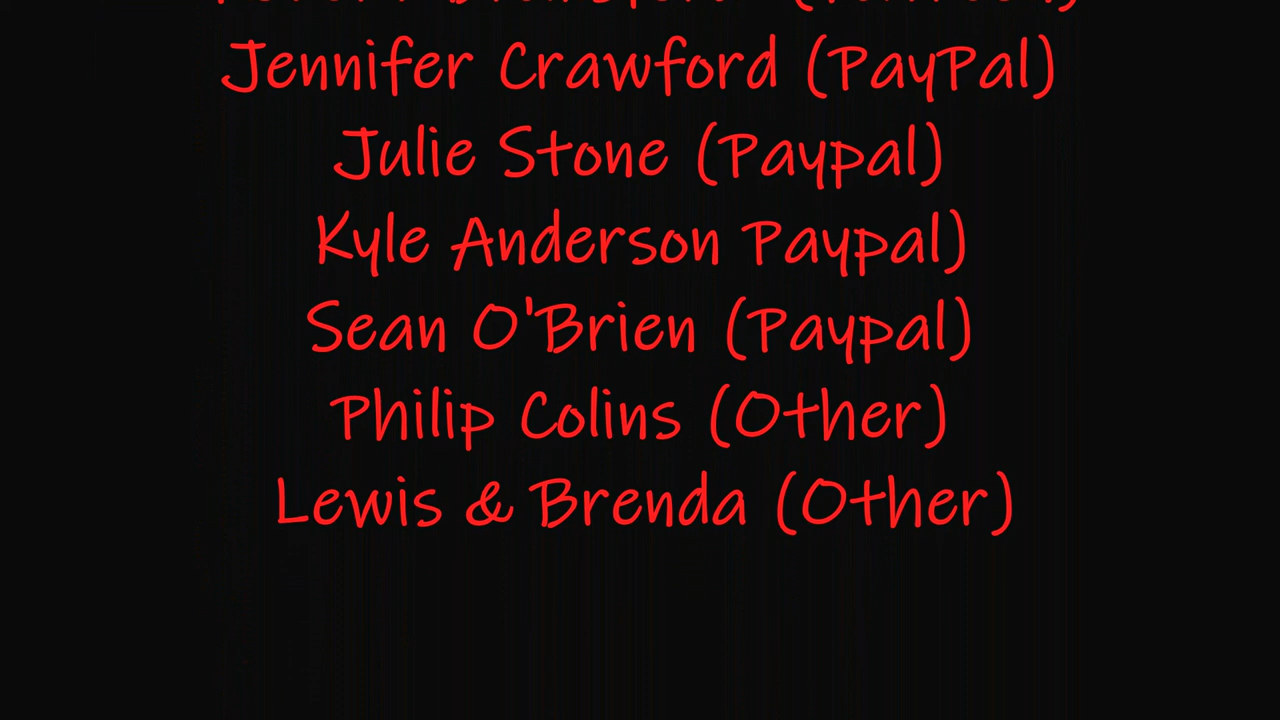 Jennifer Crawford (PayPal)
Julie Stone (Paypal)
Kyle Anderson Paypal)
Sean O'Brien (Paypal)
Philip Colins (Other)
Lewis & Brenda (Other)